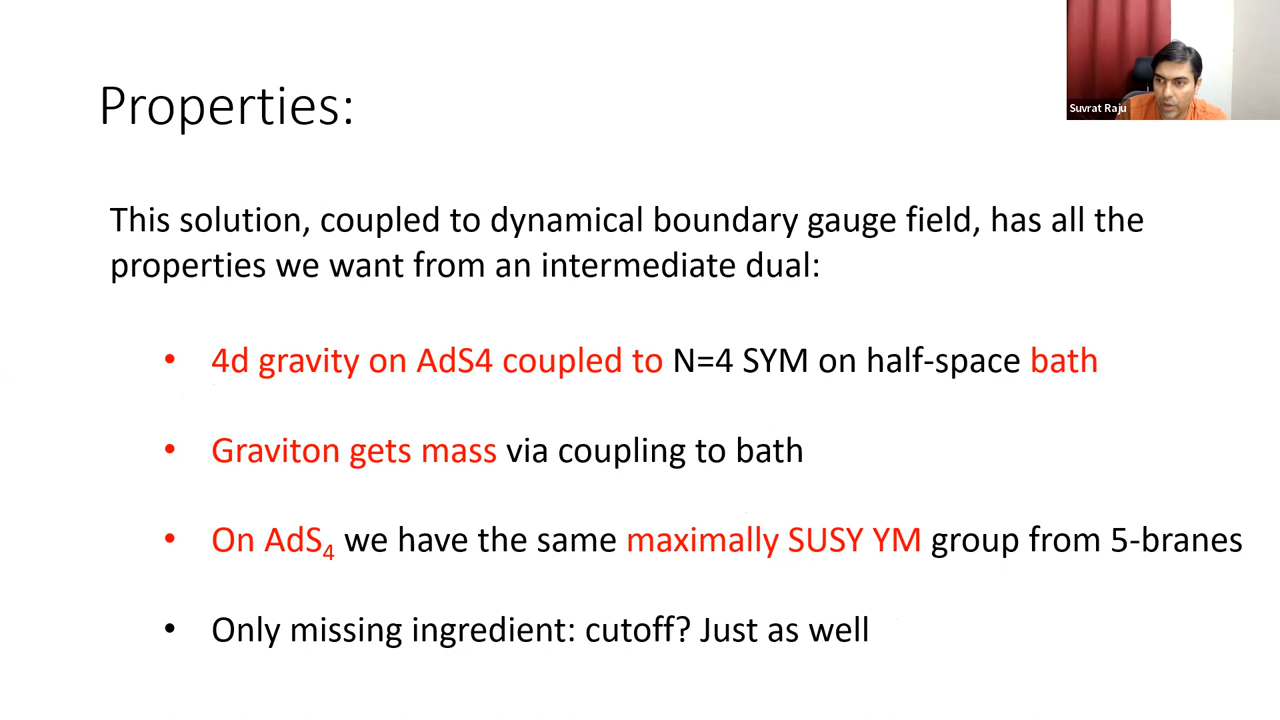 Suvrat Raju
Properties:
This solution, coupled to dynamical boundary gauge field, has all the
properties we want from an intermediate dual:
• 4d gravity on AdS4 coupled to N=4 SYM on half-space bath
• Graviton gets mass via coupling to bath
• On AdS₄ we have the same maximally SUSY YM group from 5-branes
• Only missing ingredient: cutoff? Just as well